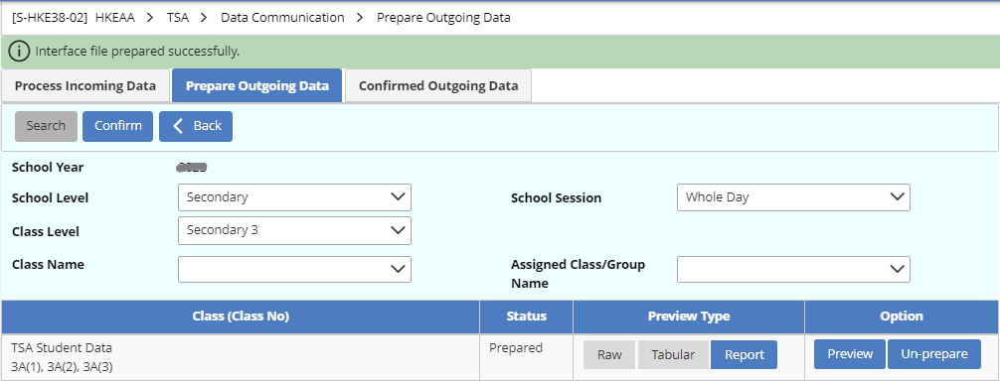 [S-HKE38-02] HKEAA > TSA > Data Communication > Prepare Outgoing Data
Interface file prepared successfully.
Process Incoming Data Prepare Outgoing Data Confirmed Outgoing Data
Search Confirm Back
School Year
School Level Secondary School Session Whole Day
Class Level Secondary 3
Class Name Assigned Class/Group
Name
Class (Class No) Status Preview Type Option
TSA Student Data Prepared Raw Tabular Report Preview Un-prepare
3A(1), 3A(2), 3A(3)